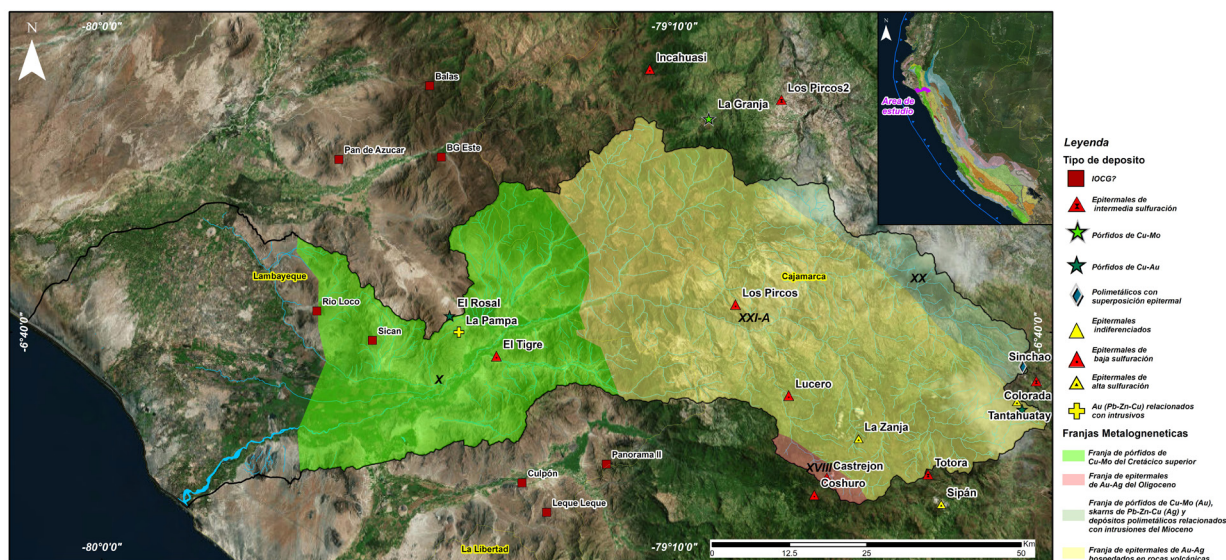 -80°0'0"
-79°10'0"
N
N
Incahuasi
Balas
Los Pircos2
La Granja
Área de
estudio
Pan de Azucar
BG Este
Lambayeque
Cajamarca
XX
Rio Loco
El Rosal
La Pampa
Los Pircos
XXI-A
-6°40'0"
-6°40'0"
Sican
El Tigre
Sinchao
X
Lucero
Colorada
Tantahuatay
La Zanja
Panorama II
XVIII
Castrejon
Totora
Culpón
Coshuro
Sipán
Leque Leque
La Libertad
-80°0'0"
-79°10'0"
Km
0
12.5
25
50
Leyenda
Tipo de deposito
IOCG?
Epitermales de
intermedia sulfuración
Pórfidos de Cu-Mo
Pórfidos de Cu-Au
Polimetálicos con
superposición epitermal
Epitermales
indiferenciados
Epitermales de
baja sulfuración
Epitermales de
alta sulfuración
Au (Pb-Zn-Cu) relacionados
con intrusivos
Franjas Metalogneneticas
Franja de pórfidos de
Cu-Mo del Cretácico superior
Franja de epitermales
de Au-Ag del Oligoceno
Franja de pórfidos de Cu-Mo (Au),
skarns de Pb-Zn-Cu (Ag) y
depósitos polimetálicos relacionados
con intrusiones del Mioceno
Franja de epitermales de Au-Ag
hospedados en rocas volcánicas